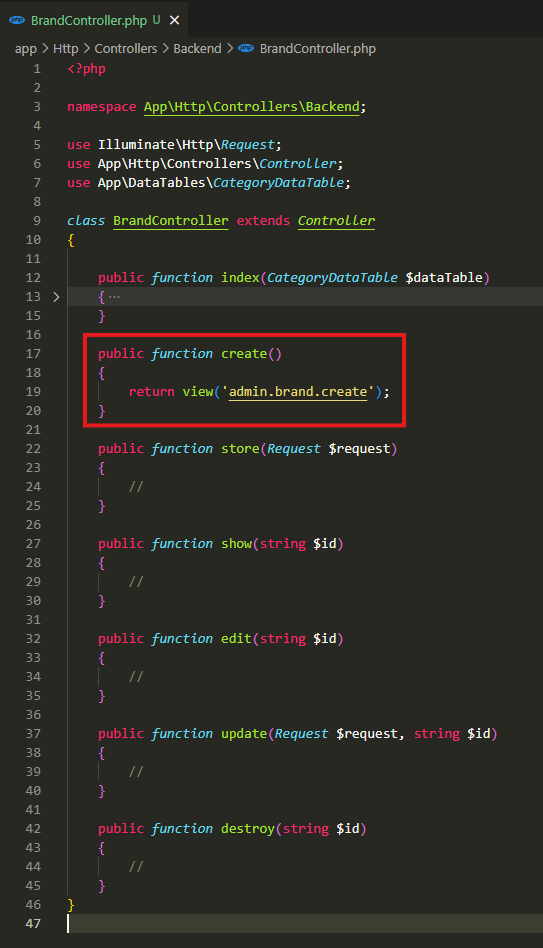 php BrandController.php U ×
app > Http > Controllers > Backend > php BrandController.php
1 <?php
2
3 namespace App\Http\Controllers\Backend;
4
5 use Illuminate\Http\Request;
6 use App\Http\Controllers\Controller;
7 use App\DataTables\CategoryDataTable;
8
9 class BrandController extends Controller
10 {
11
12     public function index(CategoryDataTable $dataTable)
13 >     { ···
15     }
16
17     public function create()
18     {
19         return view('admin.brand.create');
20     }
21
22     public function store(Request $request)
23     {
24         //
25     }
26
27     public function show(string $id)
28     {
29         //
30     }
31
32     public function edit(string $id)
33     {
34         //
35     }
36
37     public function update(Request $request, string $id)
38     {
39         //
40     }
41
42     public function destroy(string $id)
43     {
44         //
45     }
46 }
47